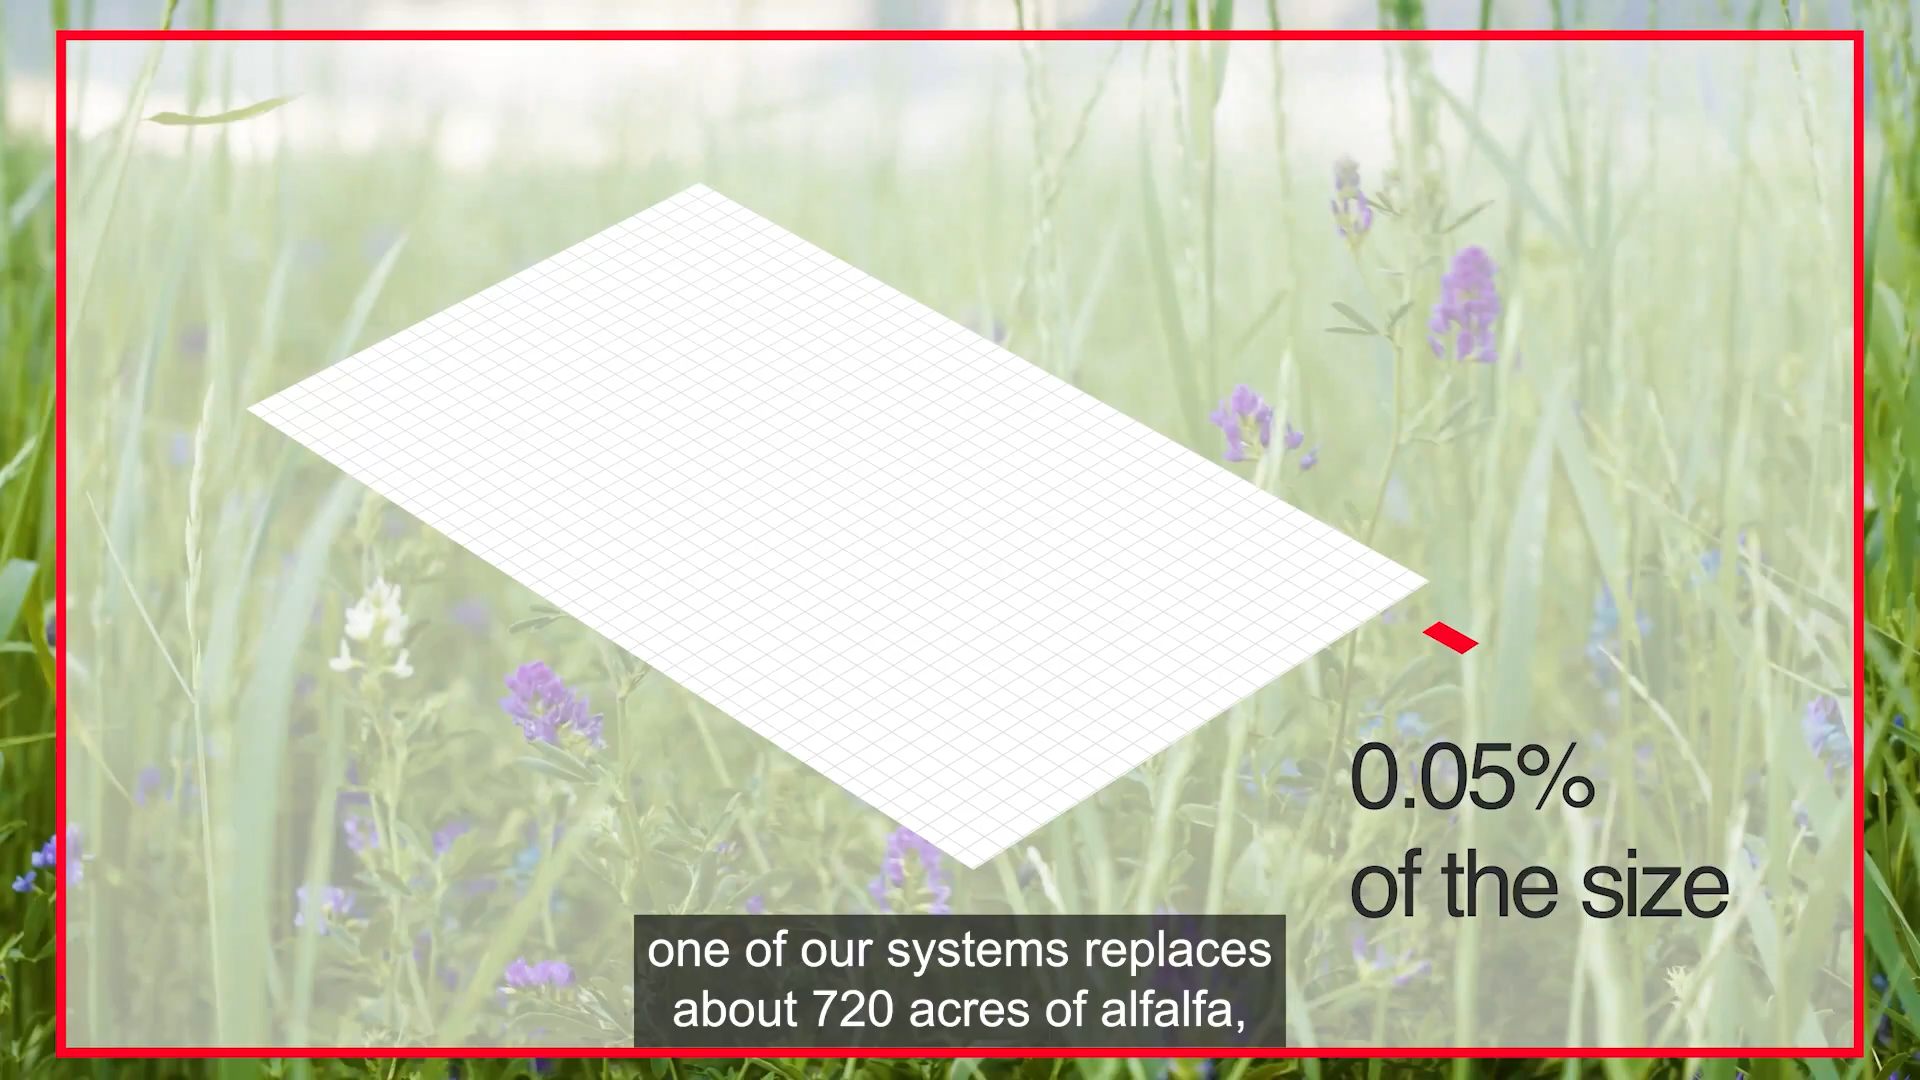 0.05%
of the size
one of our systems replaces
about 720 acres of alfalfa,